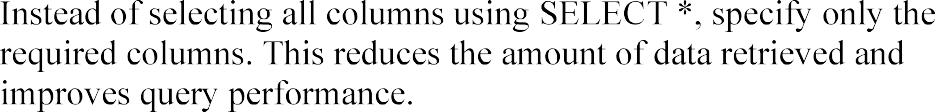 Instead of selecting all columns using SELECT *, specify only the
required columns. This reduces the amount of data retrieved and
improves query performance.